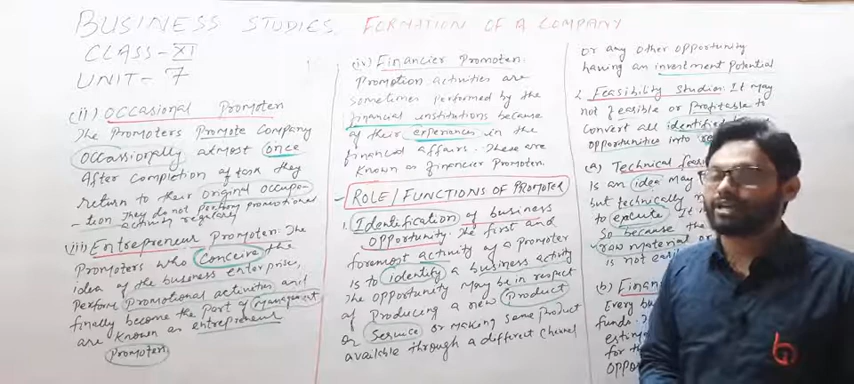 BUSINESS STUDIES FORMATION OF A COMPANY
CLASS-XI
UNIT-7
(ii) OCCASIONAL Promoter
The Promoters Promote Company
occassionally almost once
After completion of task they
return to their original occupa-
tion They do not perform promotional
activity regularly
(iii) Entrepreneur Promoter: The
Promoters who Conceive the
idea of the business enterprise,
Perform Promotional activities and
finally become the part of management
are known as entrepreneur
Promoter
(iv) Financier Promoter:
Promotion activities are
sometimes performed by the
financial institutions because
of their experiences in the
financial affairs. These are
known as financier Promoter.
ROLE/FUNCTIONS OF PROMOTER
1. Identification of business
opportunity: The first and
foremost activity of a promoter
is to identify a business activity
The opportunity may be in respect
of Producing a new Product
or Service or making same product
available through a different channel
or any other opportunity
having an investment potential
2. Feasibility Studies: It may
not feasible or Profitable to
convert all identified
opportunities into
(a) Technical
is an idea may
but technically
to execute It
So because the
raw material or
is not easi
(b) Finan
Every bu
funds.
estim
for the
oppo